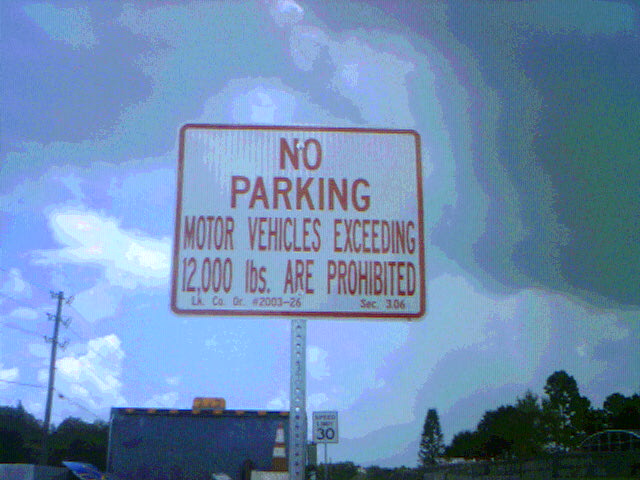 NO
PARKING
MOTOR VEHICLES EXCEEDING
12,000 lbs. ARE PROHIBITED
Lk. Co. Or. #2003-26 Sec. 3.06
SPEED
LIMIT
30